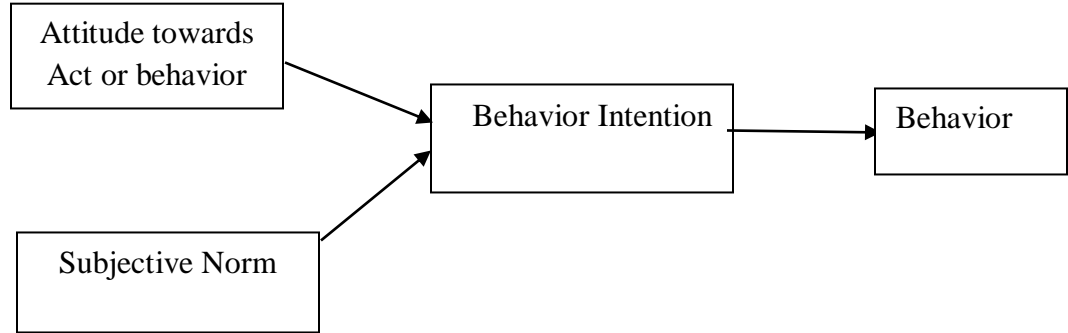 Attitude towards
Act or behavior
Behavior Intention
Behavior
Subjective Norm